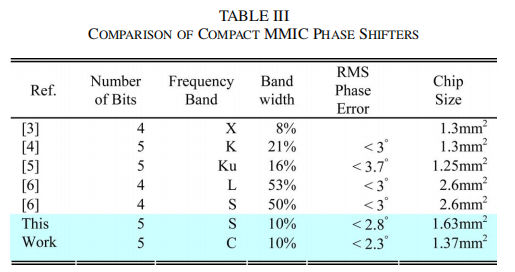 TABLE III
COMPARISON OF COMPACT MMIC PHASE SHIFTERS
Ref. Number of Bits Frequency Band Band width RMS Phase Error Chip Size
[3] 4 X 8% 1.3mm²
[4] 5 K 21% <3° 1.3mm²
[5] 5 Ku 16% <3.7° 1.25mm²
[6] 4 L 53% <3° 2.6mm²
[6] 4 S 50% <3° 2.6mm²
This 5 S 10% <2.8° 1.63mm²
Work 5 C 10% <2.3° 1.37mm²